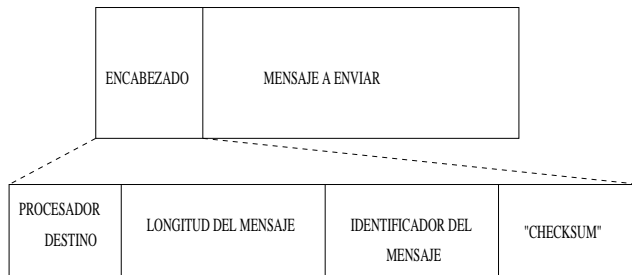 ENCABEZADO
MENSAJE A ENVIAR
PROCESADOR
DESTINO
LONGITUD DEL MENSAJE
IDENTIFICADOR DEL
MENSAJE
"CHECKSUM"